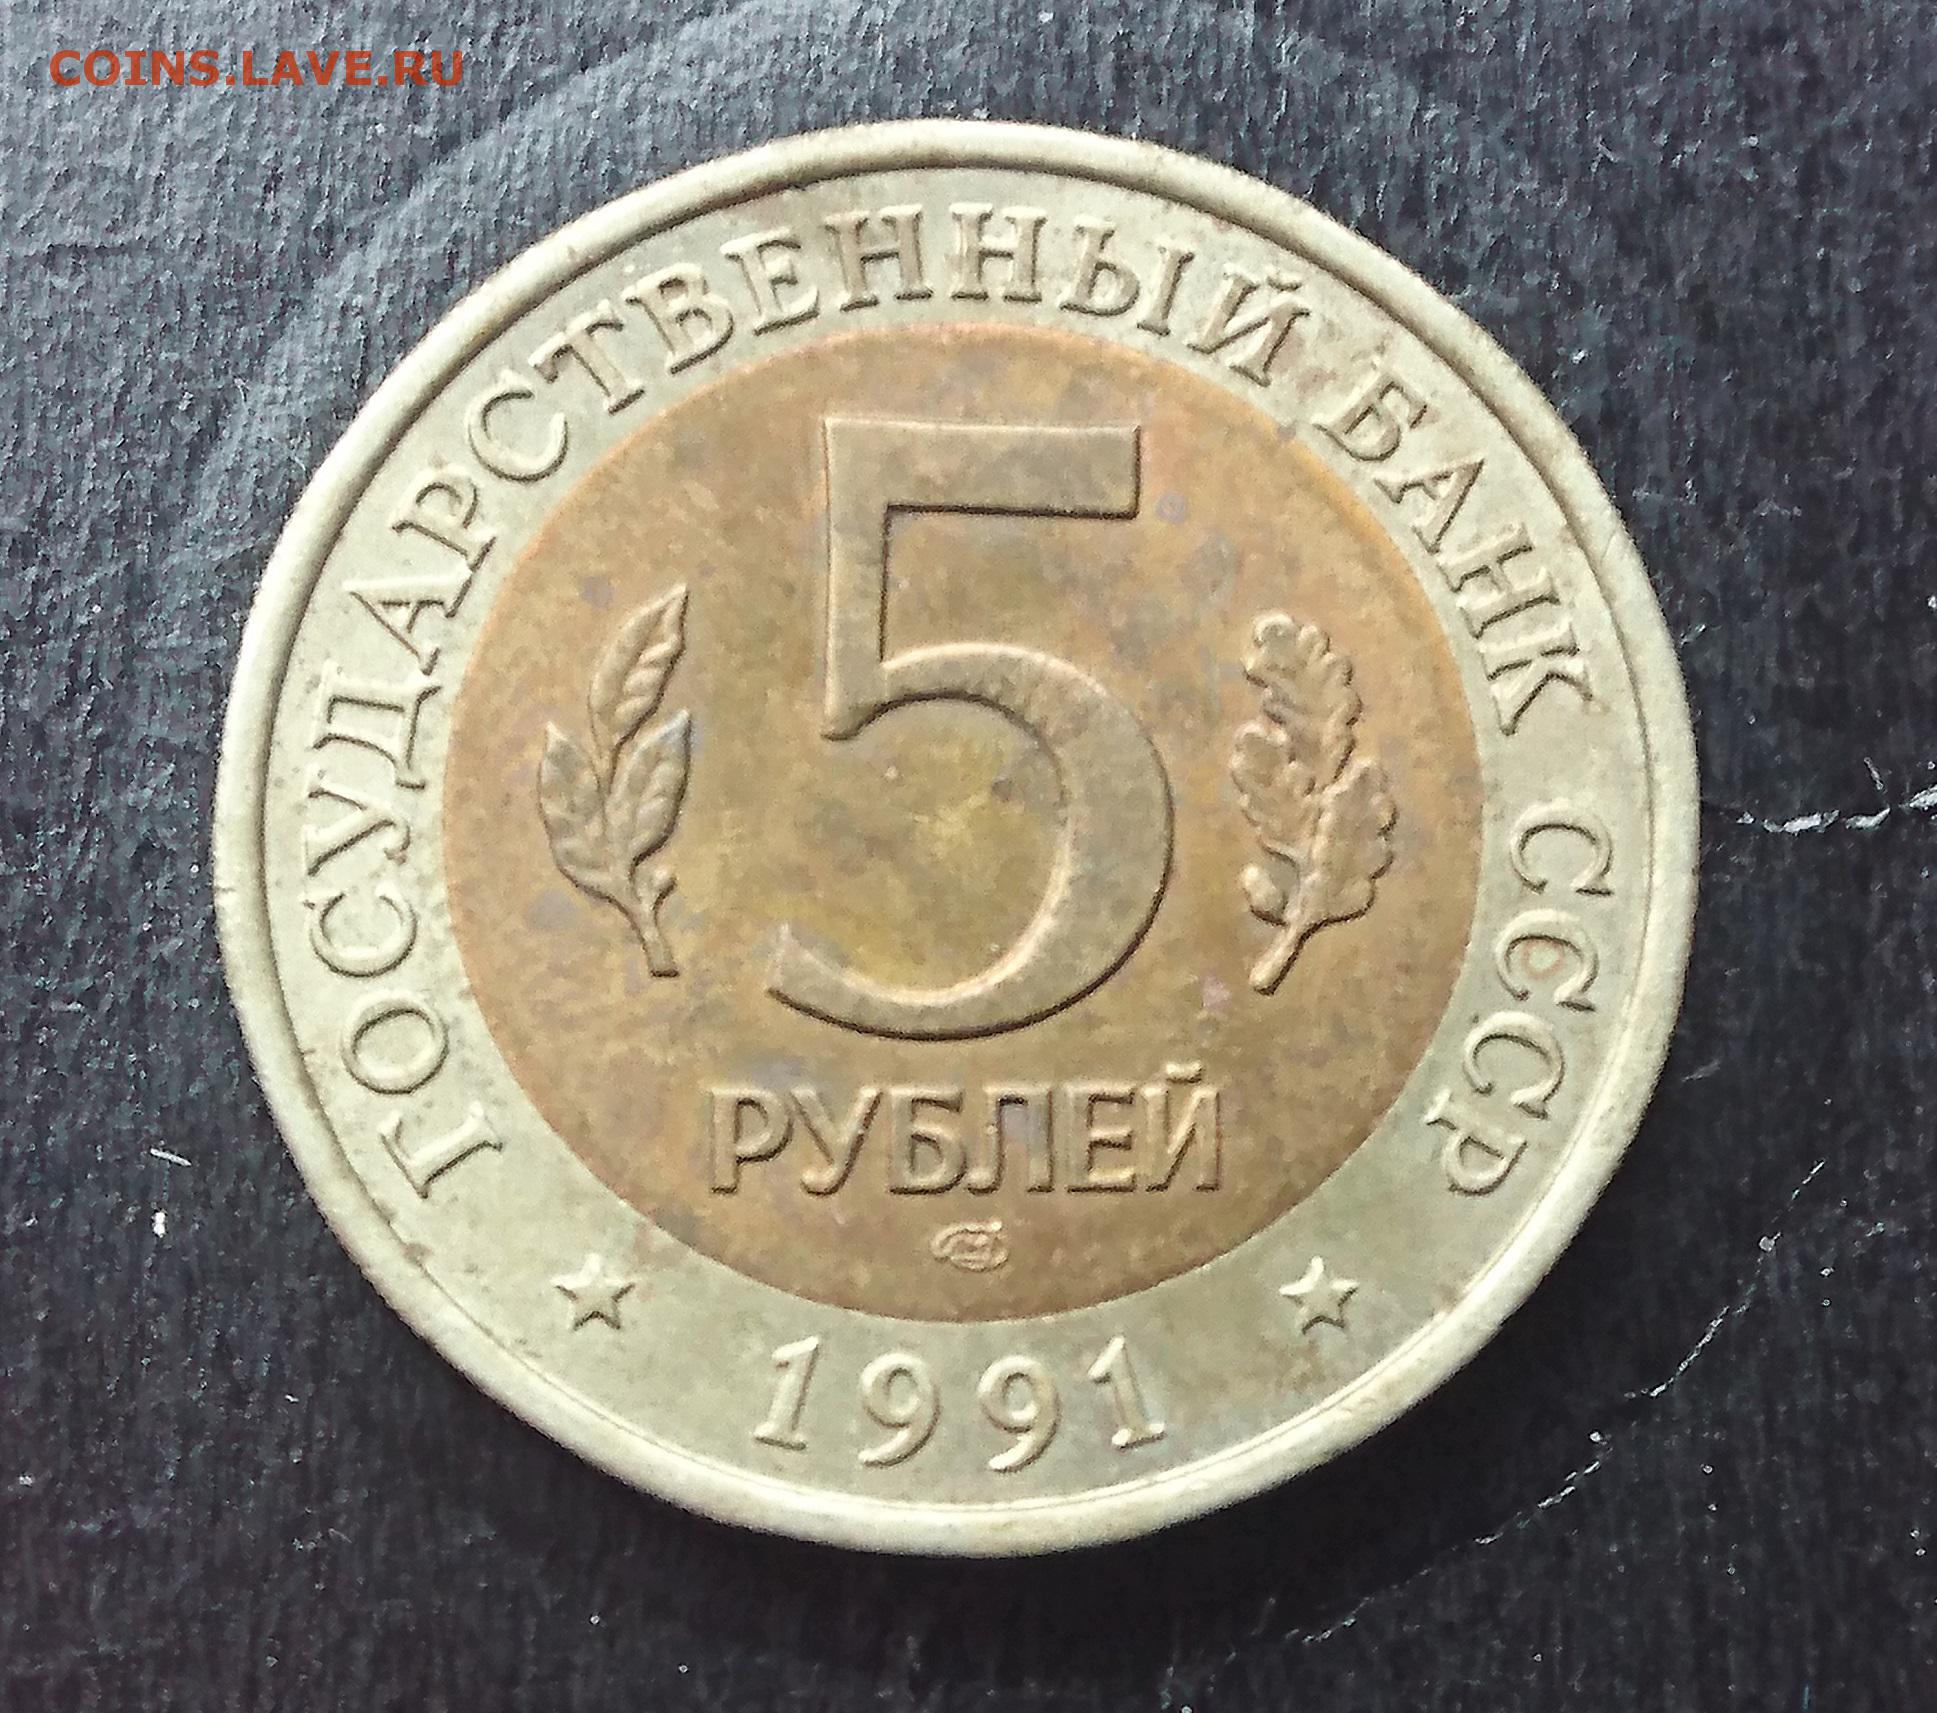 COINS.LAVE.RU
ГОСУДАРСТВЕННЫЙ БАНК СССР
5
РУБЛЕЙ
1991